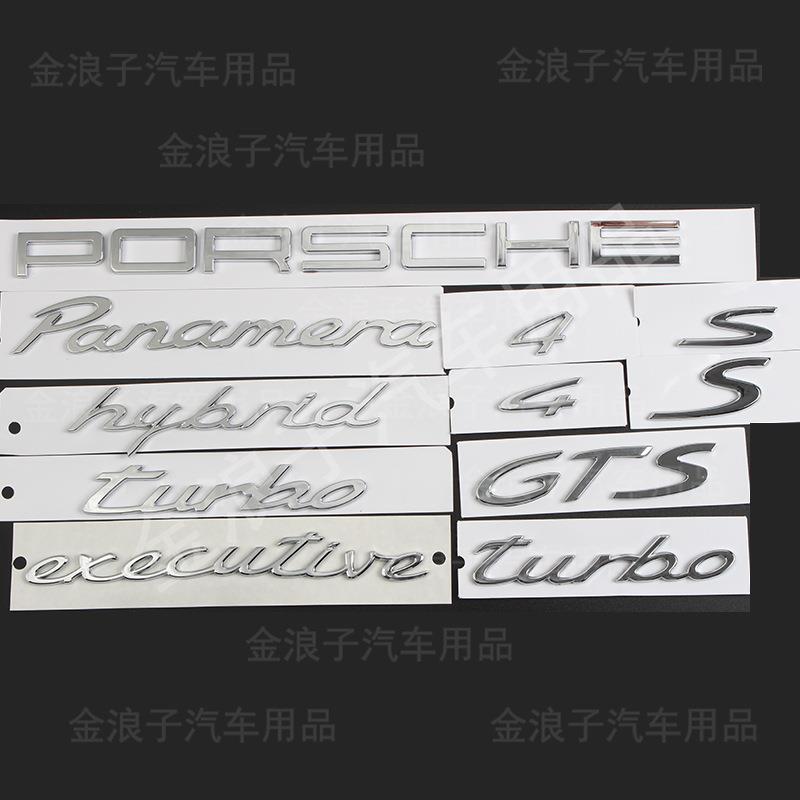 金浪子汽车用品 金浪子汽车用品
金浪子汽车用品
PORSCHE
Panamera 4 S
hybrid 4 S
turbo GTS
executive turbo
金浪子汽车用品
金浪子汽车用品 金浪子汽车用品